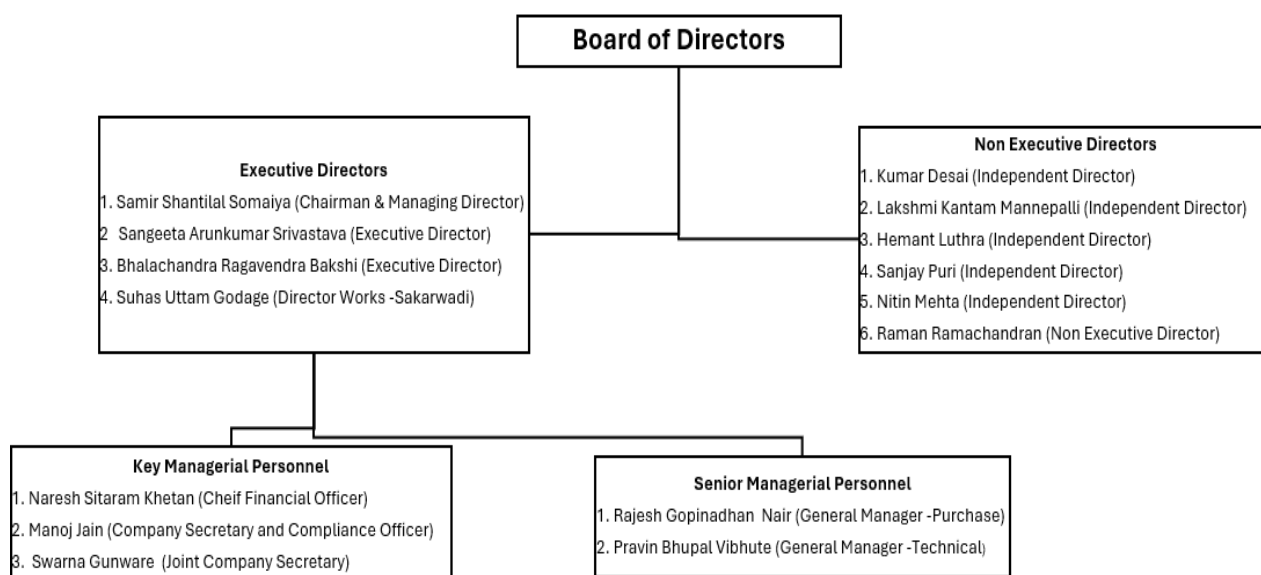 Board of Directors
Executive Directors
1. Samir Shantilal Somaiya (Chairman & Managing Director)
2 Sangeeta Arunkumar Srivastava (Executive Director)
3. Bhalachandra Ragavendra Bakshi (Executive Director)
4. Suhas Uttam Godage (Director Works -Sakarwadi)
Non Executive Directors
1. Kumar Desai (Independent Director)
2. Lakshmi Kantam Mannepalli (Independent Director)
3. Hemant Luthra (Independent Director)
4. Sanjay Puri (Independent Director)
5. Nitin Mehta (Independent Director)
6. Raman Ramachandran (Non Executive Director)
Key Managerial Personnel
1. Naresh Sitaram Khetan (Cheif Financial Officer)
2. Manoj Jain (Company Secretary and Compliance Officer)
3. Swarna Gunware (Joint Company Secretary)
Senior Managerial Personnel
1. Rajesh Gopinadhan Nair (General Manager -Purchase)
2. Pravin Bhupal Vibhute (General Manager -Technical)